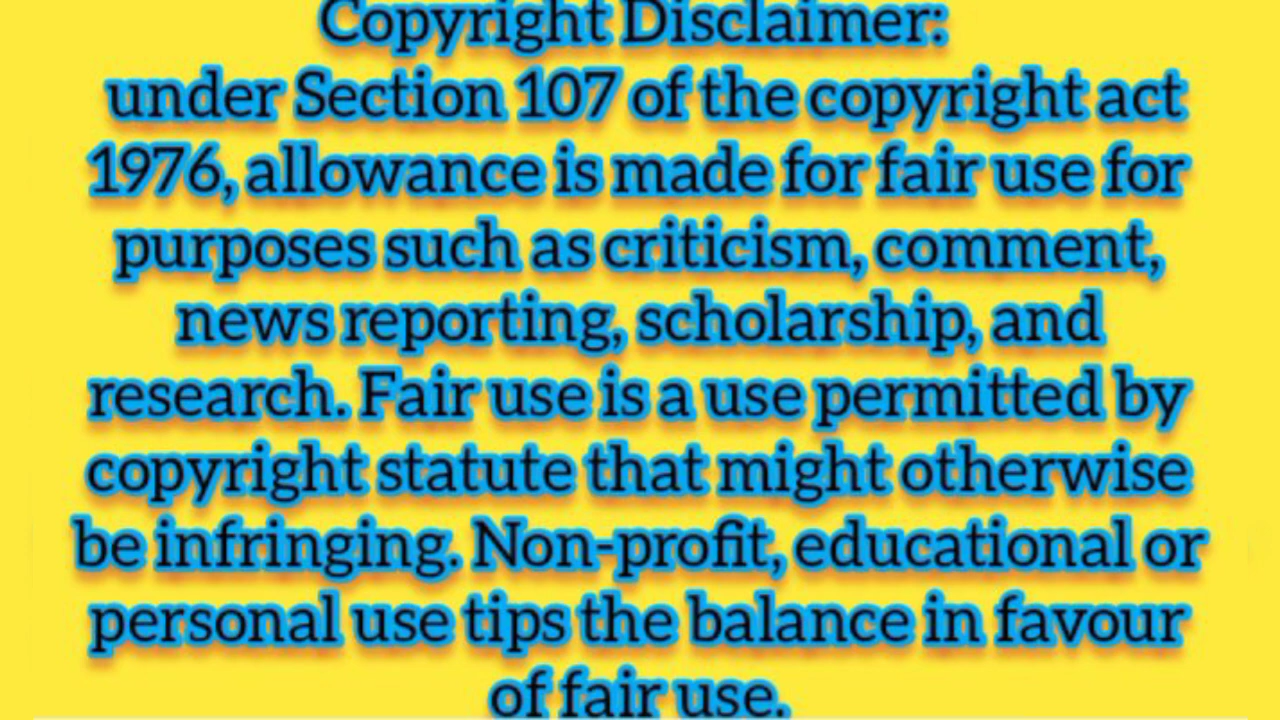 Copyright Disclaimer:
under Section 107 of the copyright act
1976, allowance is made for fair use for
purposes such as criticism, comment,
news reporting, scholarship, and
research. Fair use is a use permitted by
copyright statute that might otherwise
be infringing. Non-profit, educational or
personal use tips the balance in favour
of fair use.